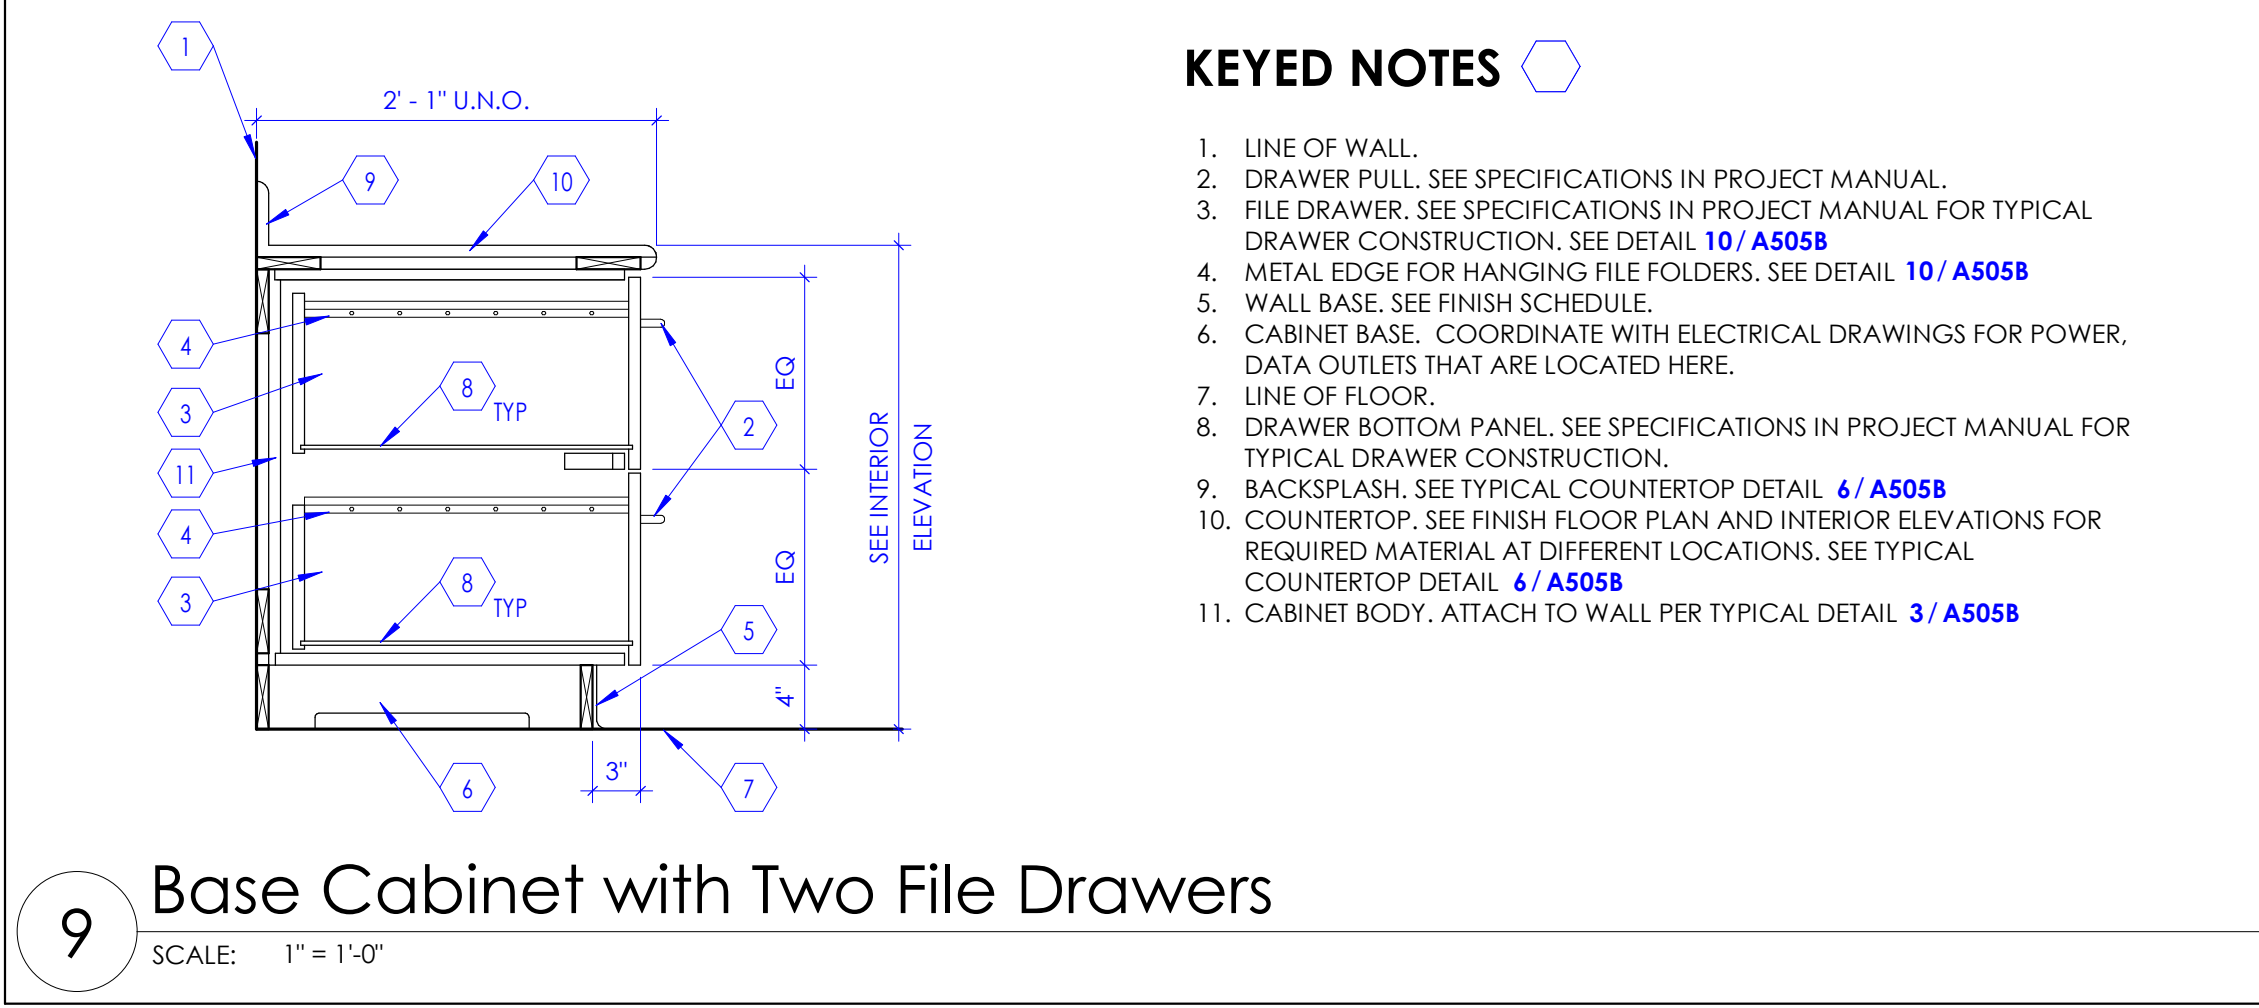 1
2' - 1" U.N.O.
9
10
4
3
8
TYP
11
4
3
8
TYP
2
EQ
EQ
4"
SEE INTERIOR
ELEVATION
5
6
3"
7
KEYED NOTES
1. LINE OF WALL.
2. DRAWER PULL. SEE SPECIFICATIONS IN PROJECT MANUAL.
3. FILE DRAWER. SEE SPECIFICATIONS IN PROJECT MANUAL FOR TYPICAL
DRAWER CONSTRUCTION. SEE DETAIL 10/A505B
4. METAL EDGE FOR HANGING FILE FOLDERS. SEE DETAIL 10/A505B
5. WALL BASE. SEE FINISH SCHEDULE.
6. CABINET BASE. COORDINATE WITH ELECTRICAL DRAWINGS FOR POWER,
DATA OUTLETS THAT ARE LOCATED HERE.
7. LINE OF FLOOR.
8. DRAWER BOTTOM PANEL. SEE SPECIFICATIONS IN PROJECT MANUAL FOR
TYPICAL DRAWER CONSTRUCTION.
9. BACKSPLASH. SEE TYPICAL COUNTERTOP DETAIL 6/A505B
10. COUNTERTOP. SEE FINISH FLOOR PLAN AND INTERIOR ELEVATIONS FOR
REQUIRED MATERIAL AT DIFFERENT LOCATIONS. SEE TYPICAL
COUNTERTOP DETAIL 6/A505B
11. CABINET BODY. ATTACH TO WALL PER TYPICAL DETAIL 3/A505B
9
Base Cabinet with Two File Drawers
SCALE: 1" = 1'-0"